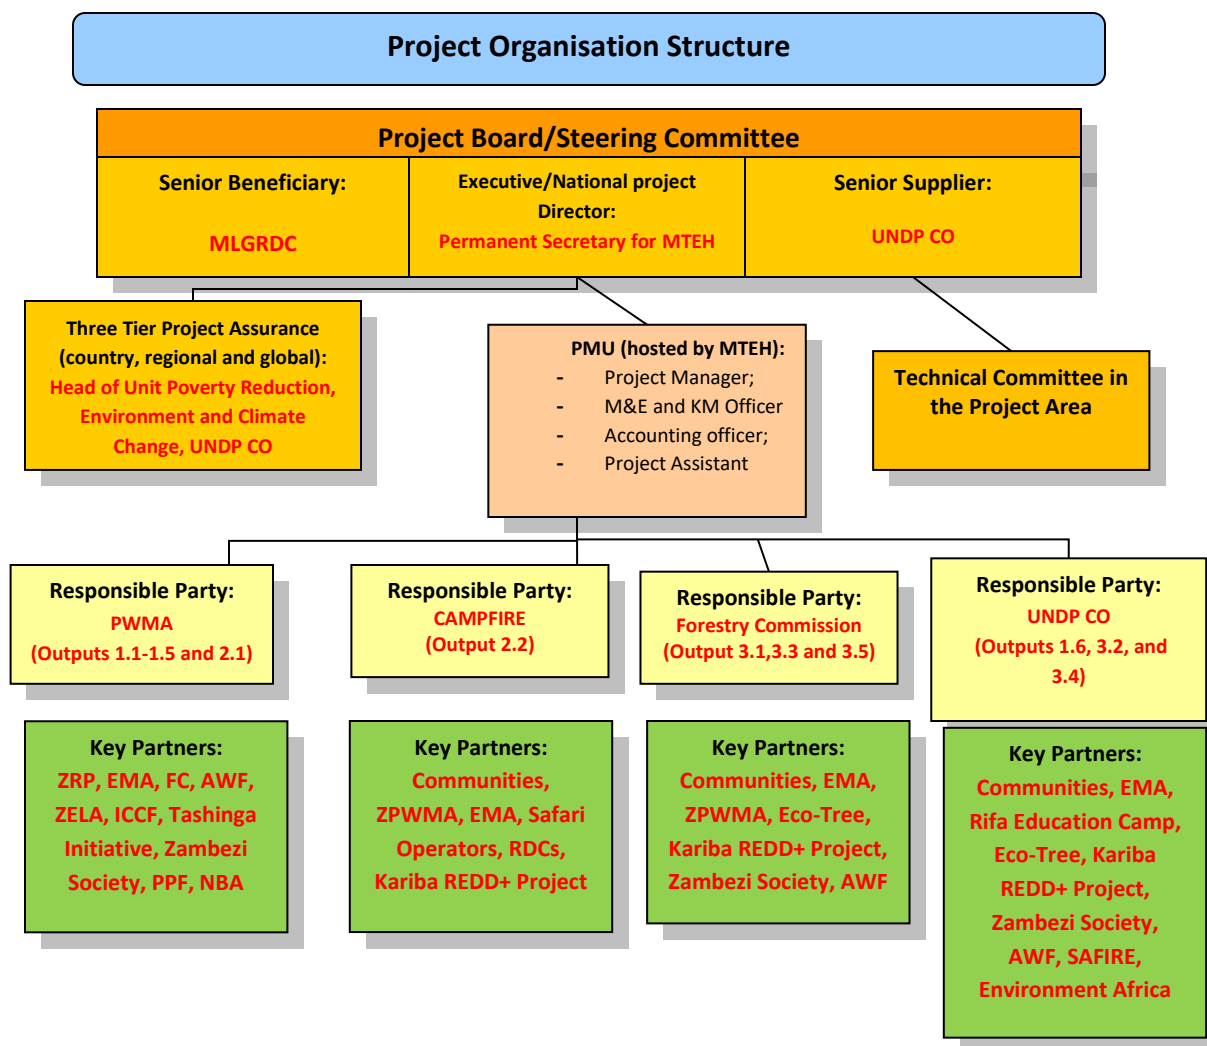 Project Organisation Structure
Project Board/Steering Committee
Senior Beneficiary:
MLGRDC
Executive/National project
Director:
Permanent Secretary for MTEH
Senior Supplier:
UNDP CO
Three Tier Project Assurance
(country, regional and global):
Head of Unit Poverty Reduction,
Environment and Climate
Change, UNDP CO
PMU (hosted by MTEH):
- Project Manager;
- M&E and KM Officer
- Accounting officer;
- Project Assistant
Technical Committee in
the Project Area
Responsible Party:
PWMA
(Outputs 1.1-1.5 and 2.1)
Responsible Party:
CAMPFIRE
(Output 2.2)
Responsible Party:
Forestry Commission
(Output 3.1,3.3 and 3.5)
Responsible Party:
UNDP CO
(Outputs 1.6, 3.2, and
3.4)
Key Partners:
ZRP, EMA, FC, AWF,
ZELA, ICCF, Tashinga
Initiative, Zambezi
Society, PPF, NBA
Key Partners:
Communities,
ZPWMA, EMA, Safari
Operators, RDCs,
Kariba REDD+ Project
Key Partners:
Communities, EMA,
ZPWMA, Eco-Tree,
Kariba REDD+ Project,
Zambezi Society, AWF
Key Partners:
Communities, EMA,
Rifa Education Camp,
Eco-Tree, Kariba
REDD+ Project,
Zambezi Society,
AWF, SAFIRE,
Environment Africa